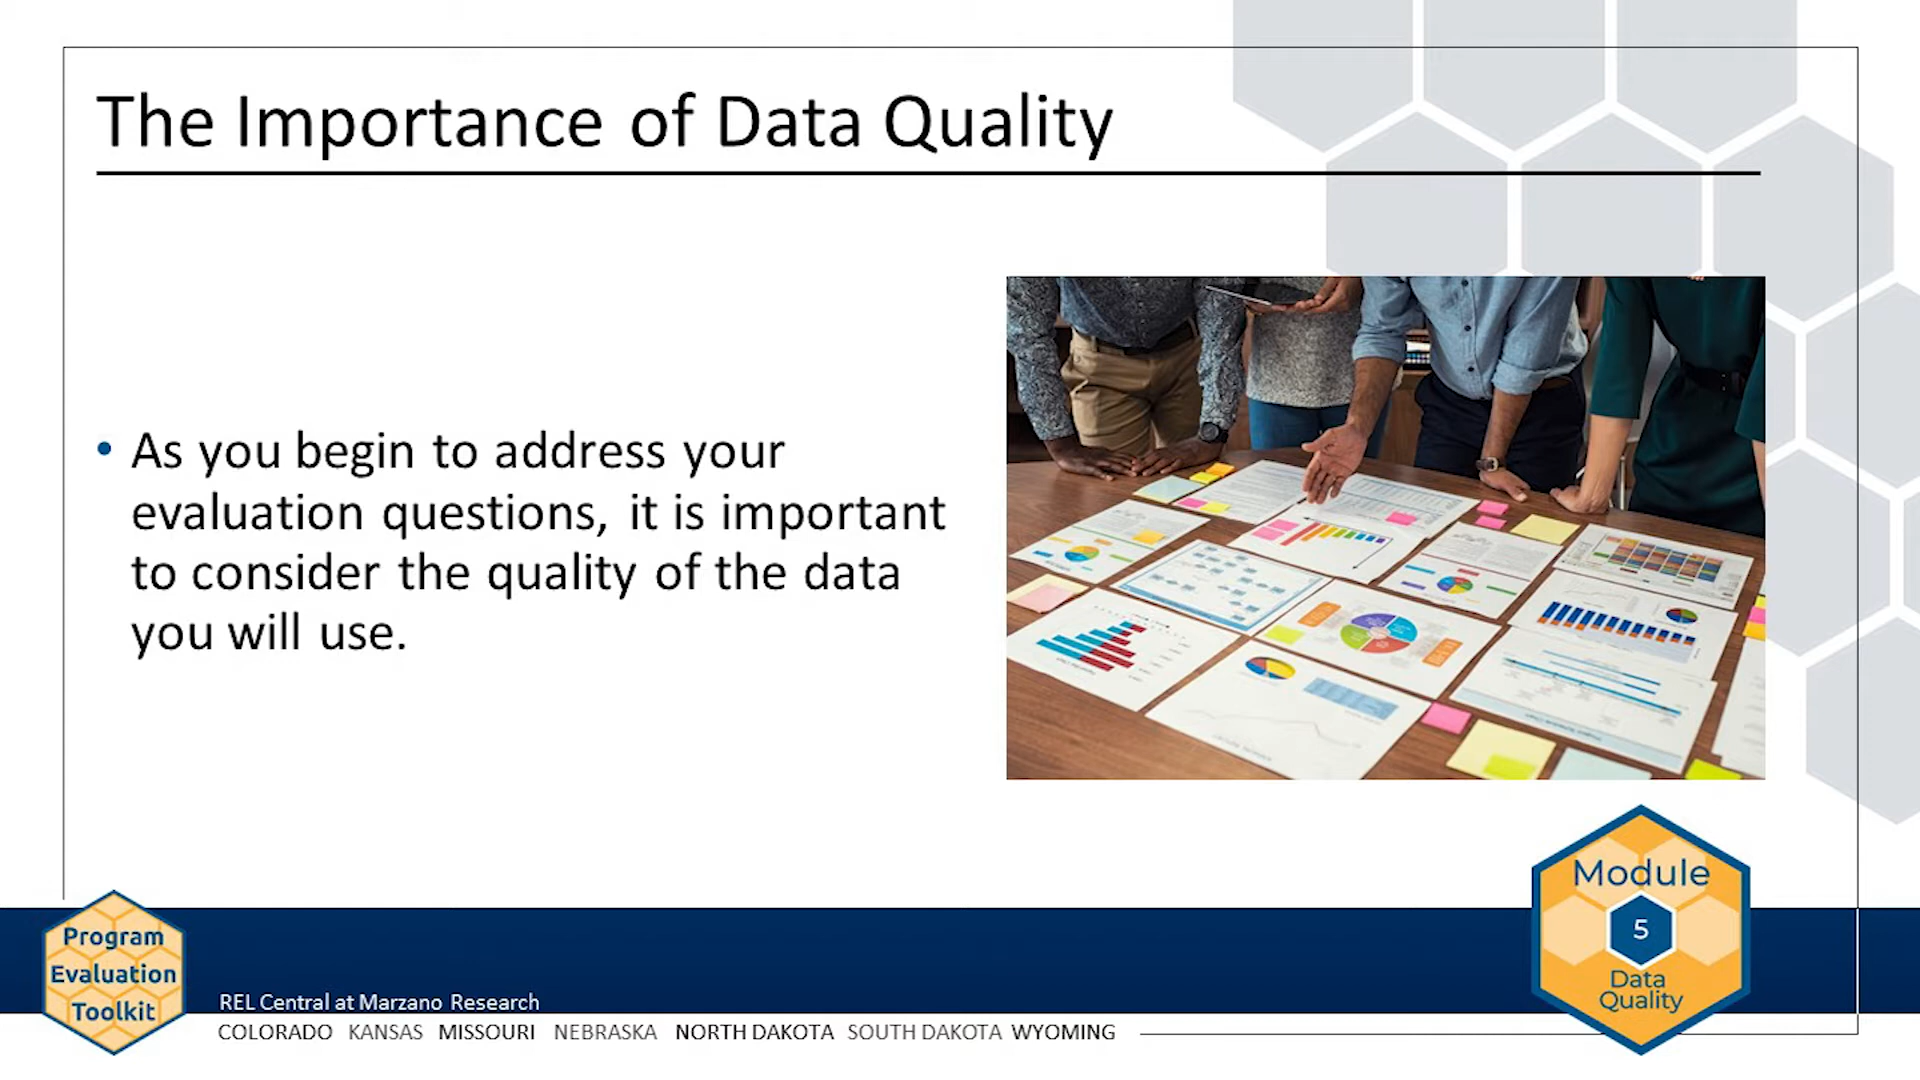 The Importance of Data Quality
• As you begin to address your
evaluation questions, it is important
to consider the quality of the data
you will use.
Module
5
Data
Quality
Program
Evaluation
Toolkit
REL Central at Marzano Research
COLORADO KANSAS MISSOURI NEBRASKA NORTH DAKOTA SOUTH DAKOTA WYOMING